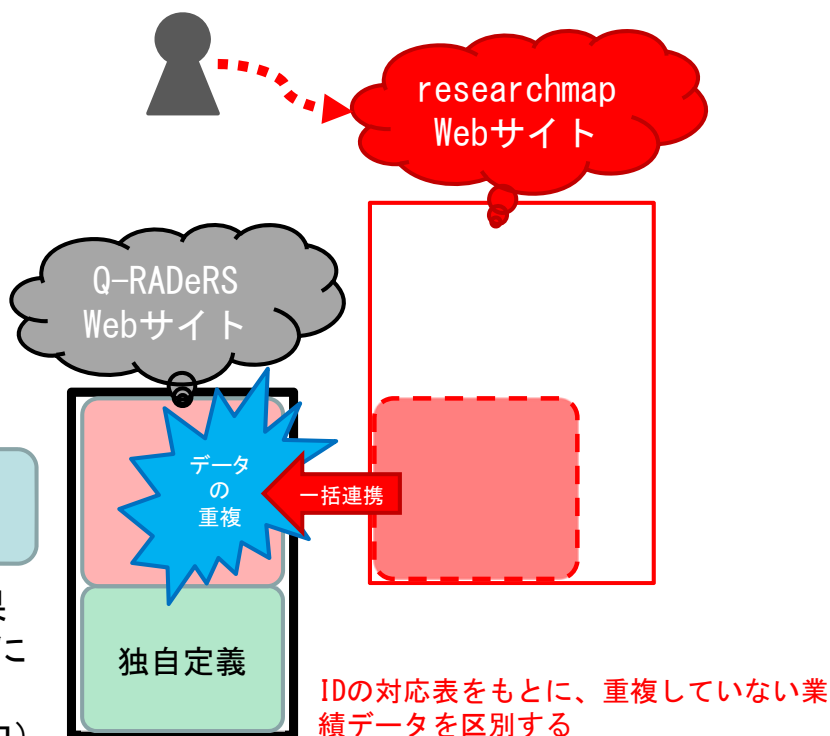 researchmap
Webサイト
Q-RADeRS
Webサイト
データ
の
重複
一括連携
独自定義
に
IDの対応表をもとに、重複していない業
績データを区別する